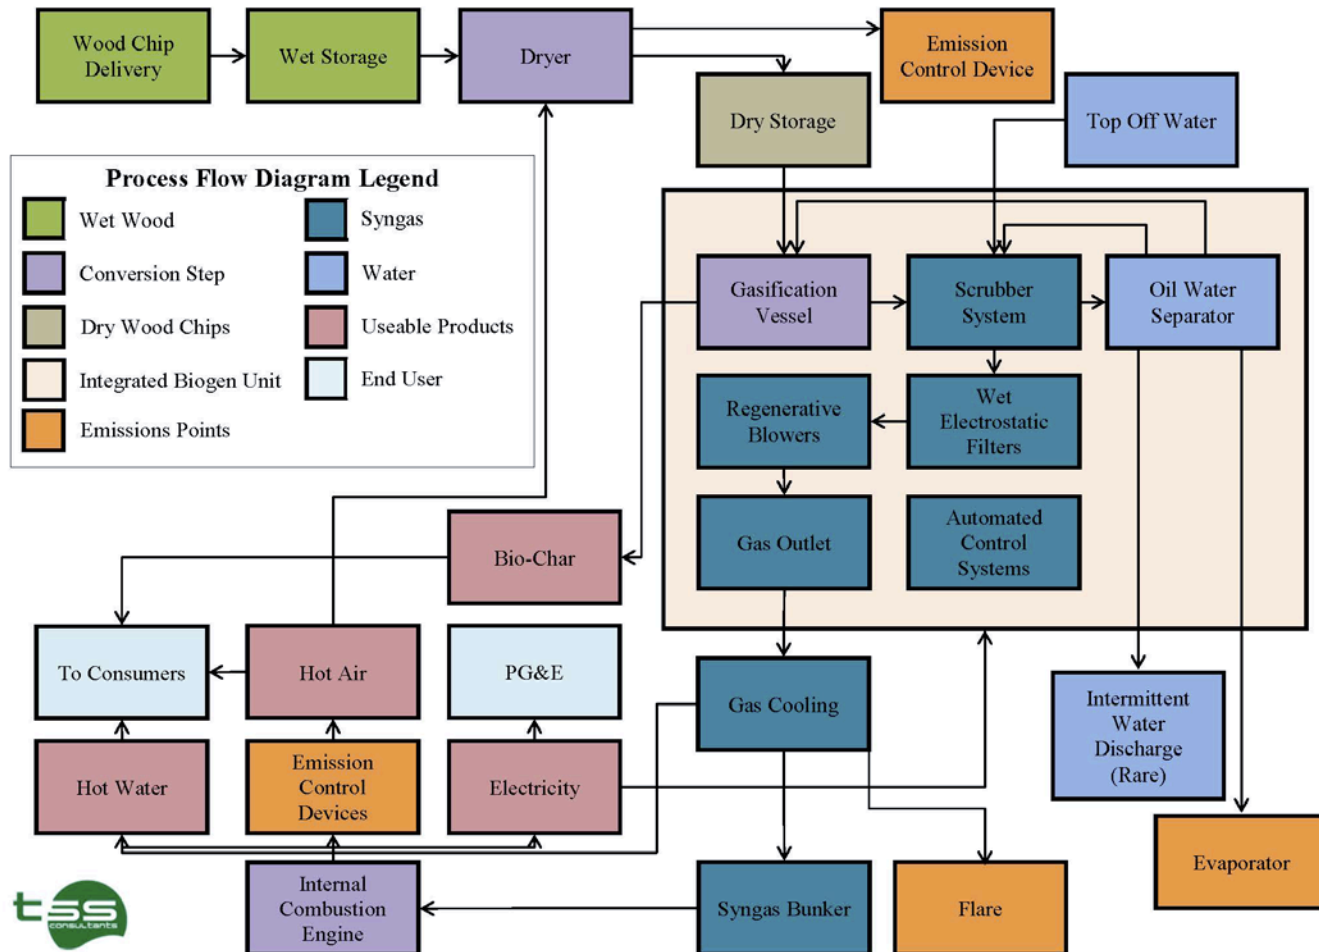 Wood Chip
Delivery
Wet Storage
Dryer
Emission
Control Device
Dry Storage
Top Off Water
Process Flow Diagram Legend
Wet Wood
Syngas
Conversion Step
Water
Dry Wood Chips
Useable Products
Integrated Biogen Unit
End User
Emissions Points
Gasification
Vessel
Scrubber
System
Oil Water
Separator
Regenerative
Blowers
Wet
Electrostatic
Filters
Gas Outlet
Automated
Control
Systems
Bio-Char
To Consumers
Hot Air
PG&E
Gas Cooling
Intermittent
Water
Discharge
(Rare)
Hot Water
Emission
Control
Devices
Electricity
Evaporator
Internal
Combustion
Engine
Syngas Bunker
Flare
tss
consultants